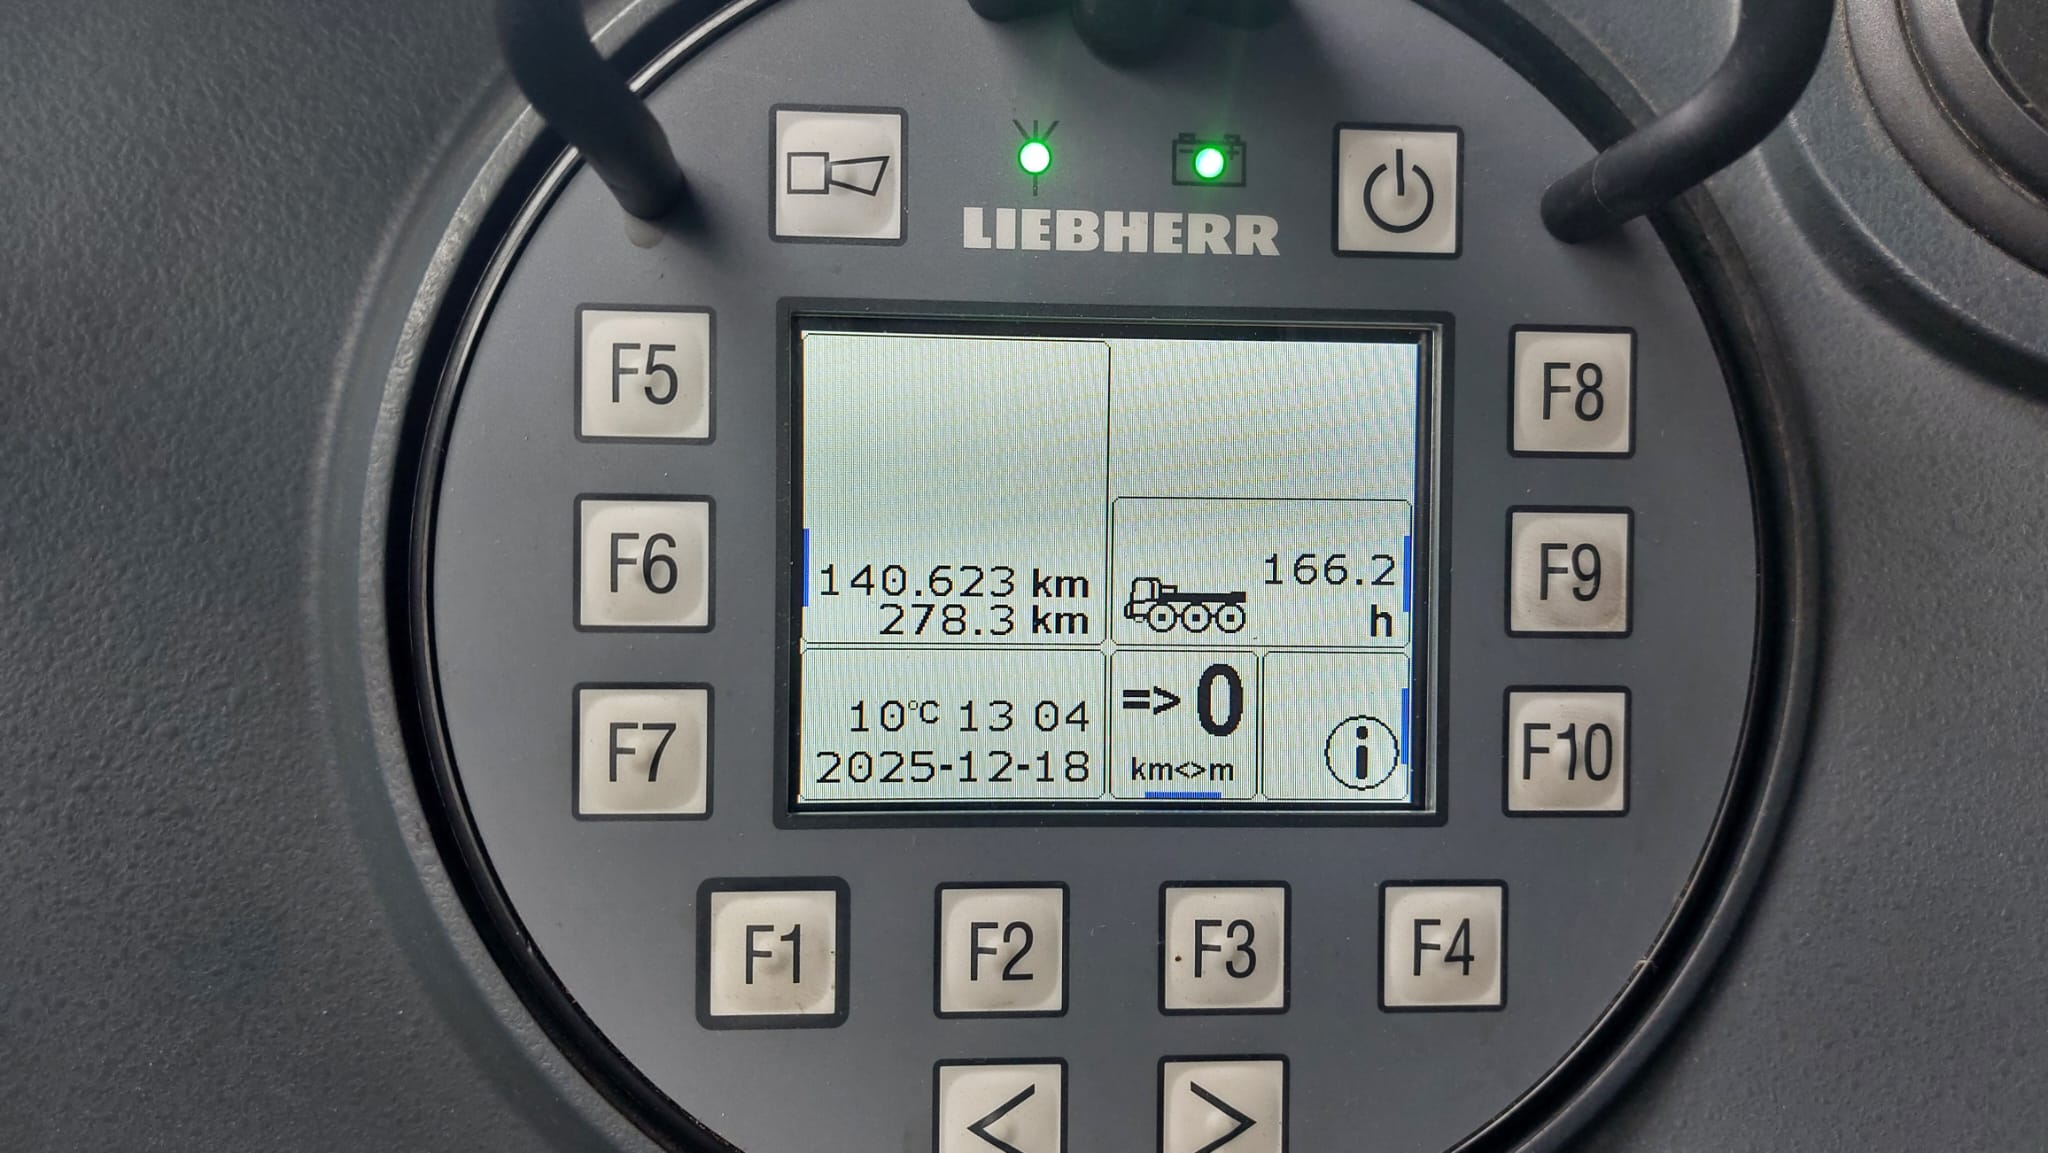 LIEBHERR
F5
F8
F6
F9
F7
F10
140.623 km
278.3 km
166.2
h
10°C 13 04
2025-12-18
=> 0
km<>m
i
F1
F2
F3
F4
<
>